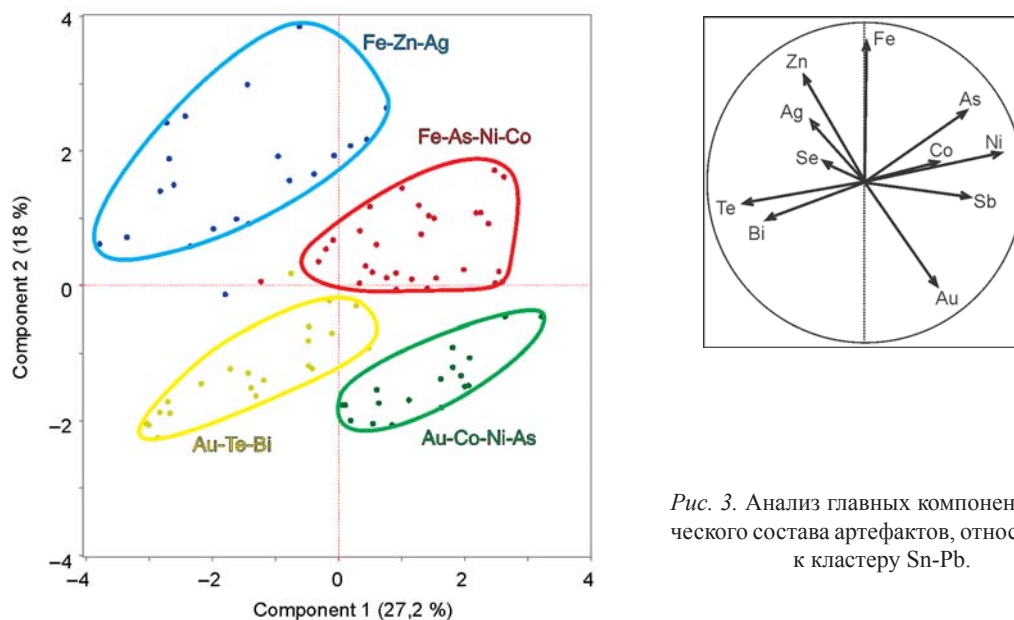 4
2
0
−2
−4
Component 2 (18 %)
Fe-Zn-Ag
Fe-As-Ni-Co
Au-Te-Bi
Au-Co-Ni-As
−4
−2
0
2
4
Component 1 (27,2 %)
Fe
Zn
As
Ag
Co
Ni
Se
Te
Sb
Bi
Au
Рис. 3. Анализ главных компонен
ческого состава артефактов, относ
к кластеру Sn-Pb.